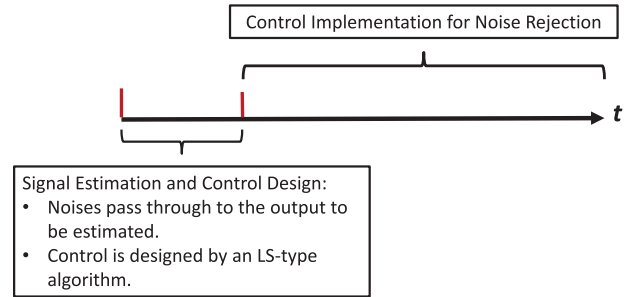 Control Implementation for Noise Rejection
t
Signal Estimation and Control Design:
• Noises pass through to the output to
be estimated.
• Control is designed by an LS-type
algorithm.